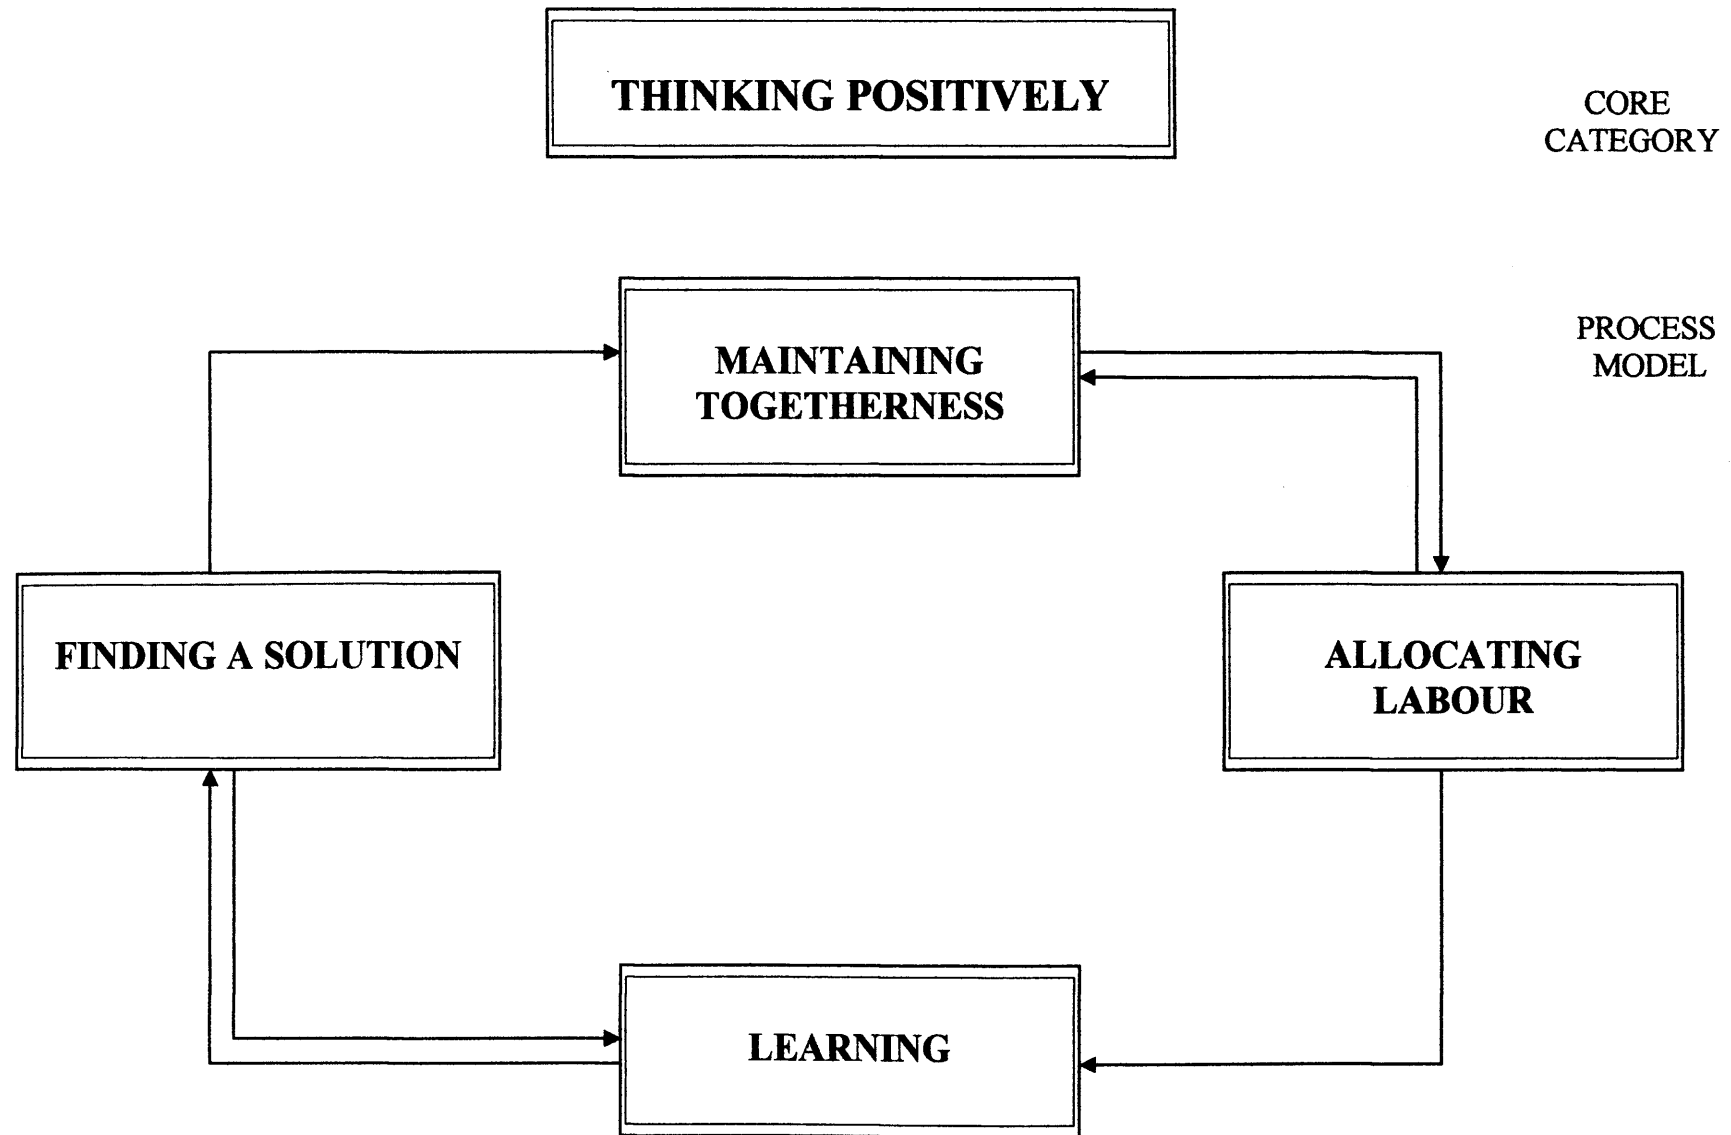 THINKING POSITIVELY
CORE
CATEGORY
MAINTAINING
TOGETHERNESS
PROCESS
MODEL
FINDING A SOLUTION
ALLOCATING
LABOUR
LEARNING